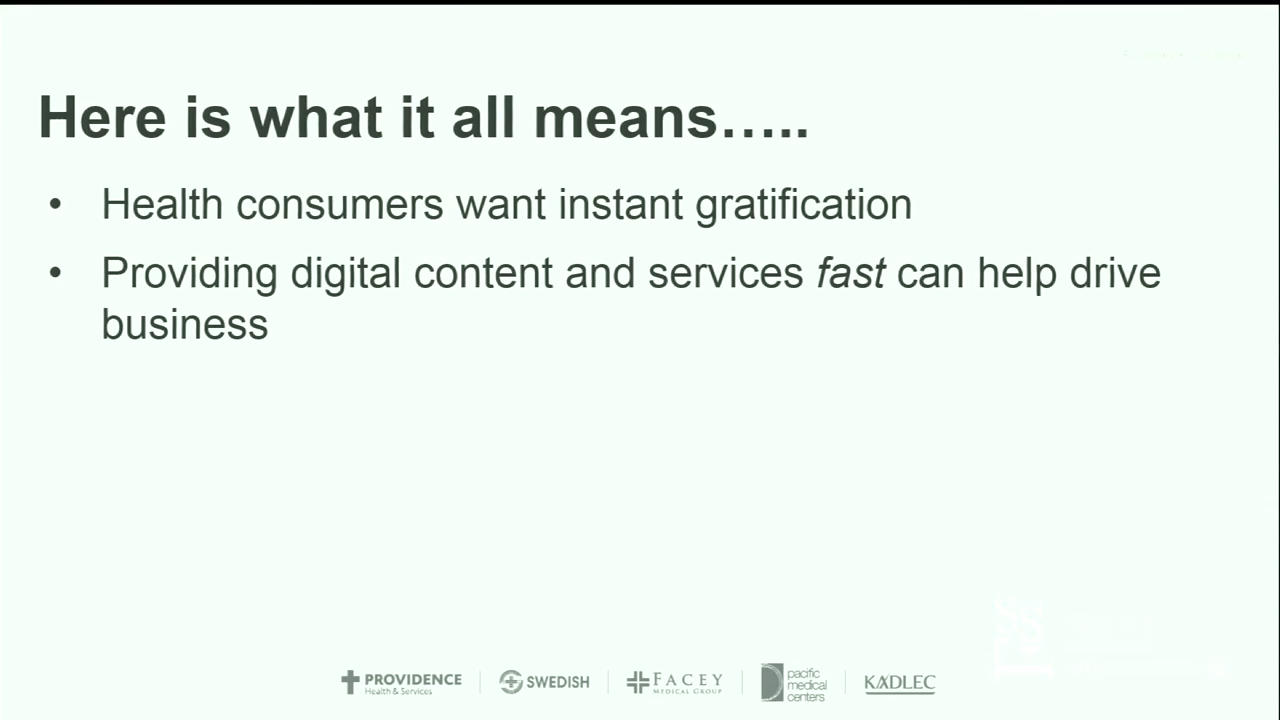 Here is what it all means…..
• Health consumers want instant gratification
• Providing digital content and services fast can help drive
business
PROVIDENCE
Health & Services
SWEDISH
FACEY
MEDICAL GROUP
pacific
medical
centers
KADLEC